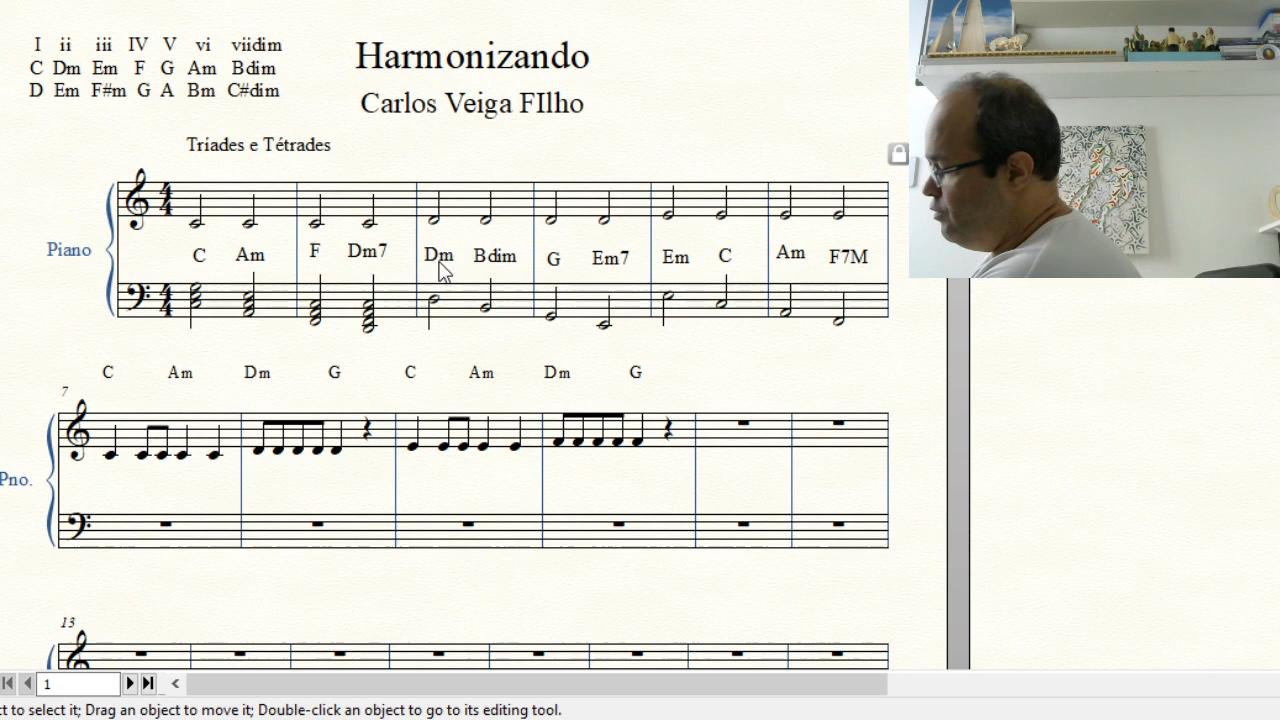 I ii iii IV V vi viidim
C Dm Em F G Am Bdim
D Em F#m G A Bm C#dim
Harmonizando
Carlos Veiga FIlho
Tríades e Tétrades
Piano
C Am F Dm7 Dm Bdim G Em7 Em C Am F7M
C Am Dm G C Am Dm G
7
Pno.
13
1
ct to select it; Drag an object to move it; Double-click an object to go to its editing tool.